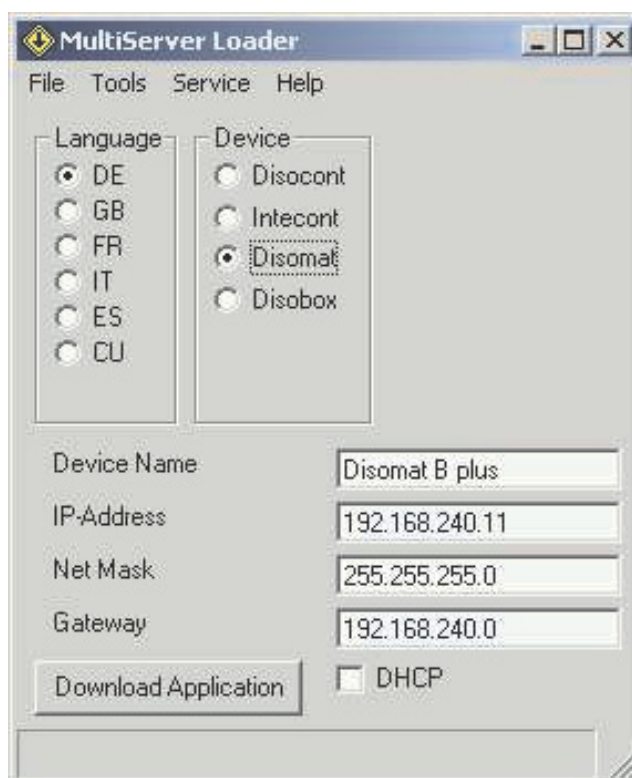 MultiServer Loader
File Tools Service Help
Language
DE
GB
FR
IT
ES
CU
Device
Disocont
Intecont
Disomat
Disobox
Device Name
Disomat B plus
IP-Address
192.168.240.11
Net Mask
255.255.255.0
Gateway
192.168.240.0
Download Application
DHCP